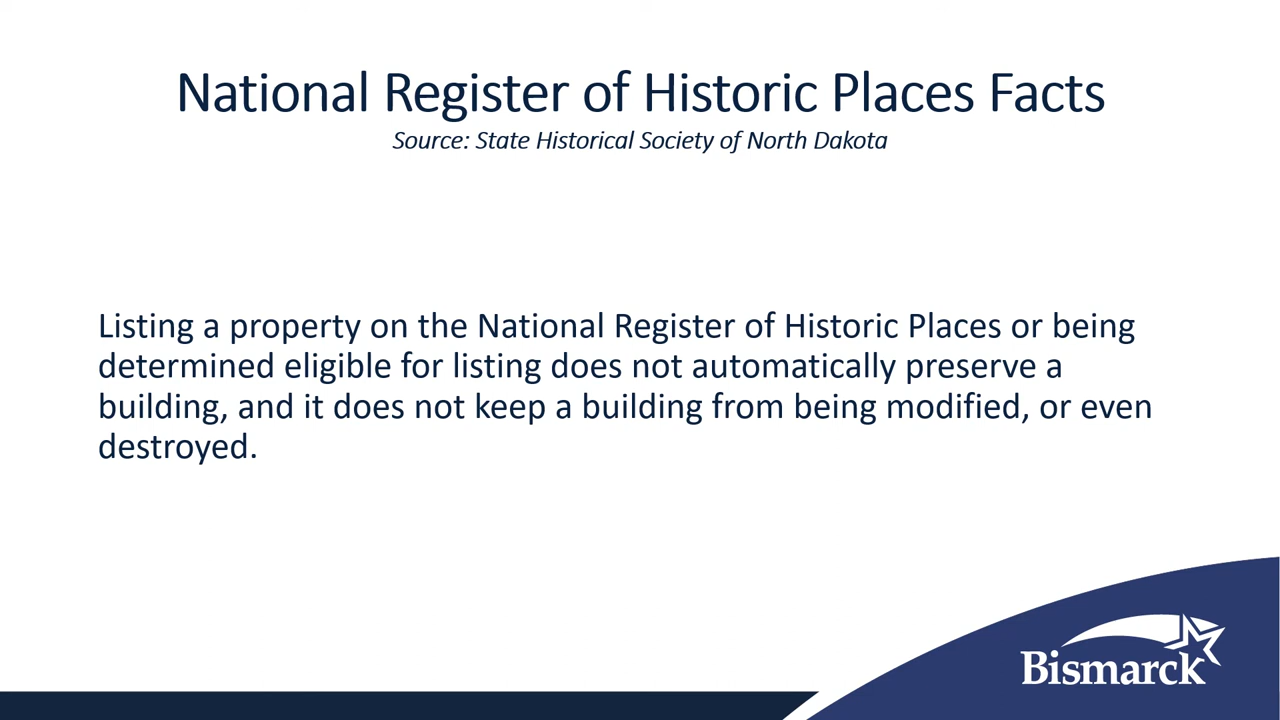 National Register of Historic Places Facts
Source: State Historical Society of North Dakota
Listing a property on the National Register of Historic Places or being
determined eligible for listing does not automatically preserve a
building, and it does not keep a building from being modified, or even
destroyed.
Bismarck